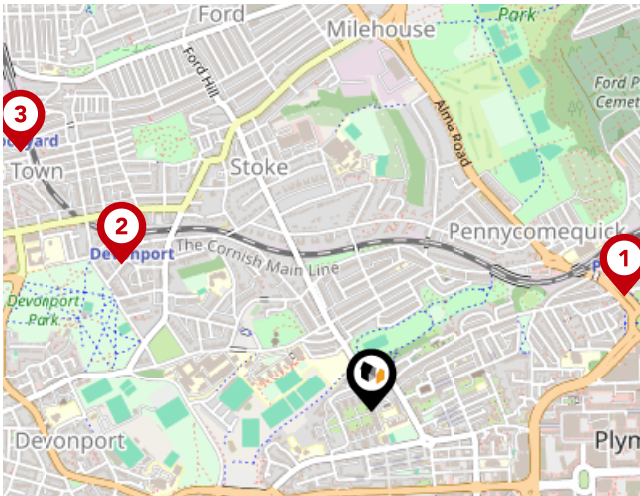 Ford
Park
Milehouse
Ford Hill
Ford P
Cemet
Alma Road
3
ckyard
Town
Stoke
2
Devonport
The Cornish Main Line
Pennycomequick
1
P
Devonport
Park
Devonport
Plym